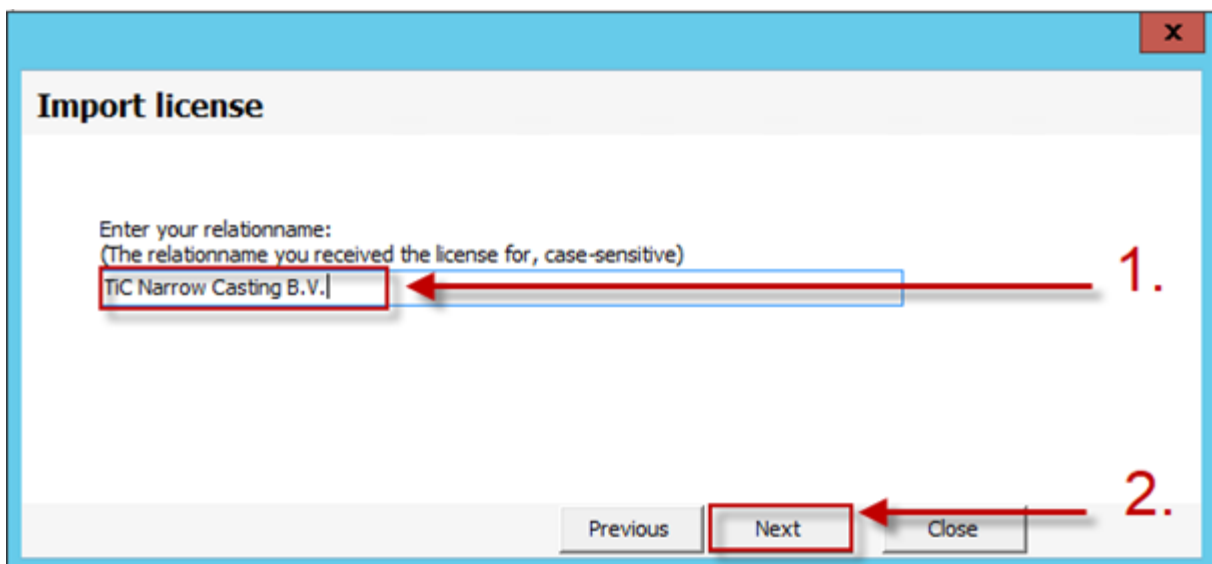 x
Import license
Enter your relationname:
(The relationname you received the license for, case-sensitive)
TiC Narrow Casting B.V.
1.
2.
Previous Next Close